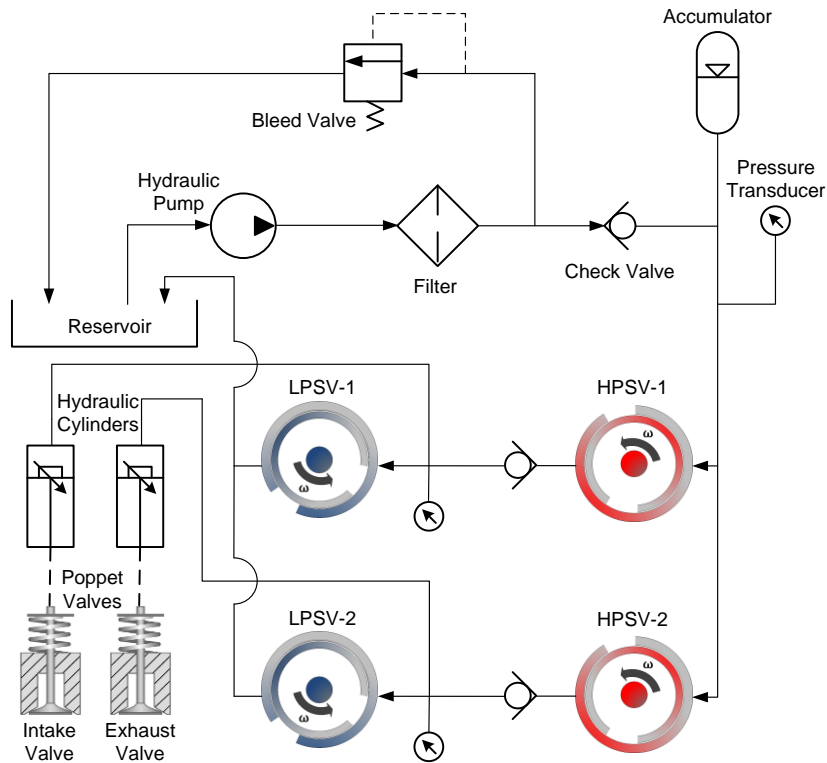 Accumulator
Bleed Valve
Hydraulic
Pump
Pressure
Transducer
Filter
Check Valve
Reservoir
LPSV-1
HPSV-1
Hydraulic
Cylinders
ω
ω
Poppet
Valves
LPSV-2
HPSV-2
ω
ω
Intake
Valve
Exhaust
Valve